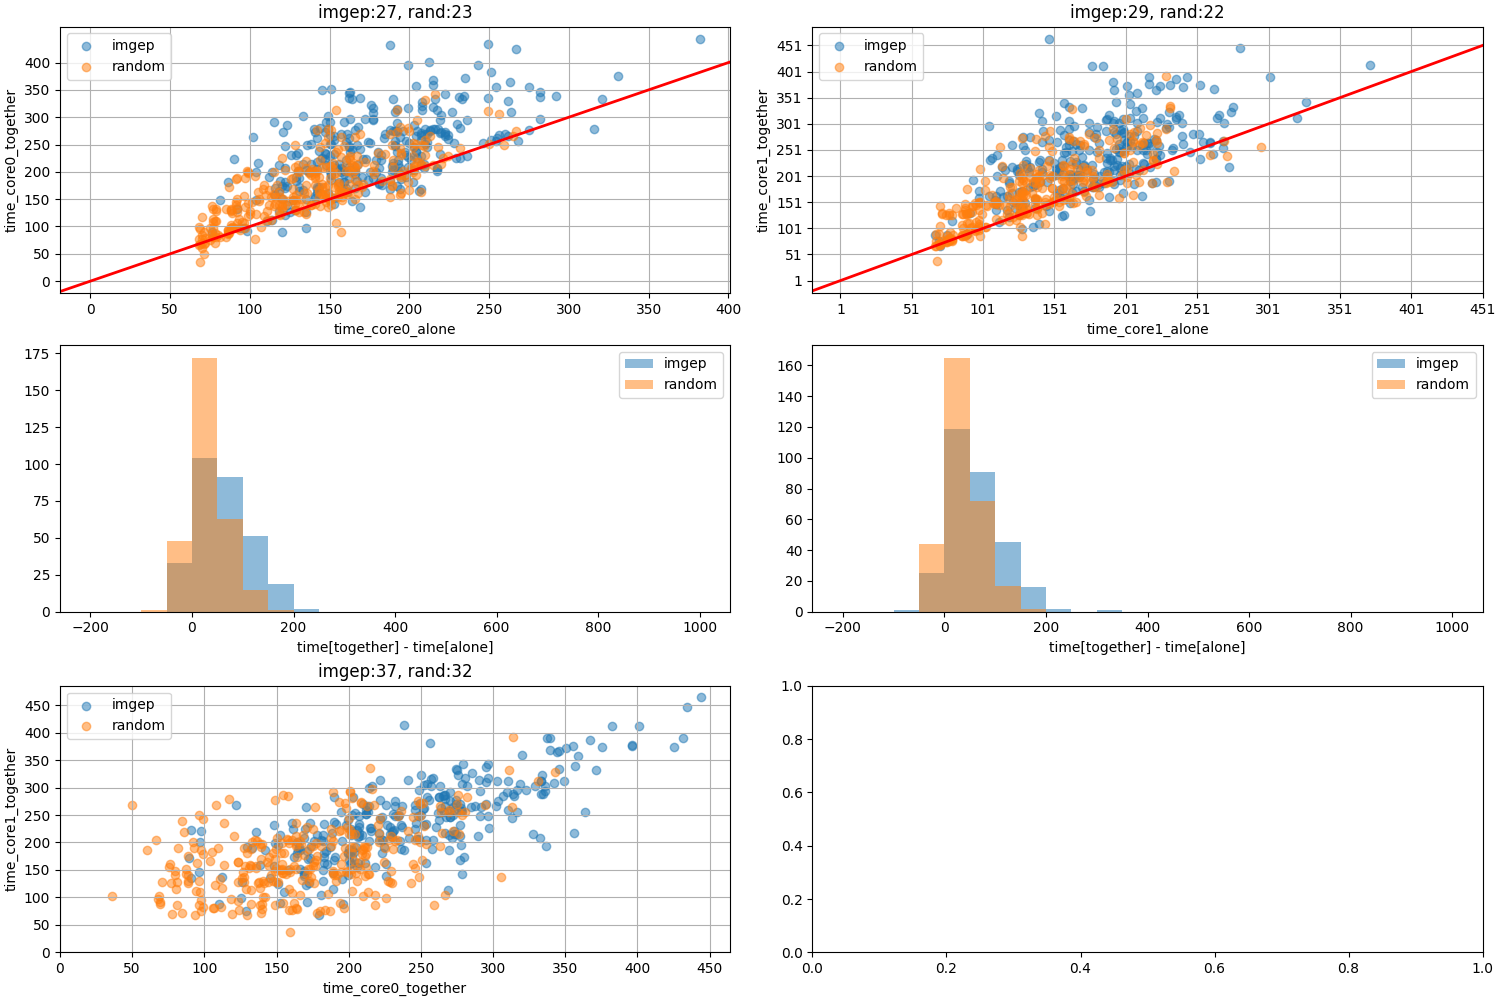 imgep:27, rand:23
imgep
random
time_core0_together
400
350
300
250
200
150
100
50
0
0 50 100 150 200 250 300 350 400
time_core0_alone
imgep:29, rand:22
imgep
random
time_core1_together
451
401
351
301
251
201
151
101
51
1
1 51 101 151 201 251 301 351 401 451
time_core1_alone
imgep
random
175
150
125
100
75
50
25
0
−200 0 200 400 600 800 1000
time[together] - time[alone]
imgep
random
160
140
120
100
80
60
40
20
0
−200 0 200 400 600 800 1000
time[together] - time[alone]
imgep:37, rand:32
imgep
random
time_core1_together
450
400
350
300
250
200
150
100
50
0
0 50 100 150 200 250 300 350 400 450
time_core0_together
1.0
0.8
0.6
0.4
0.2
0.0
0.0 0.2 0.4 0.6 0.8 1.0